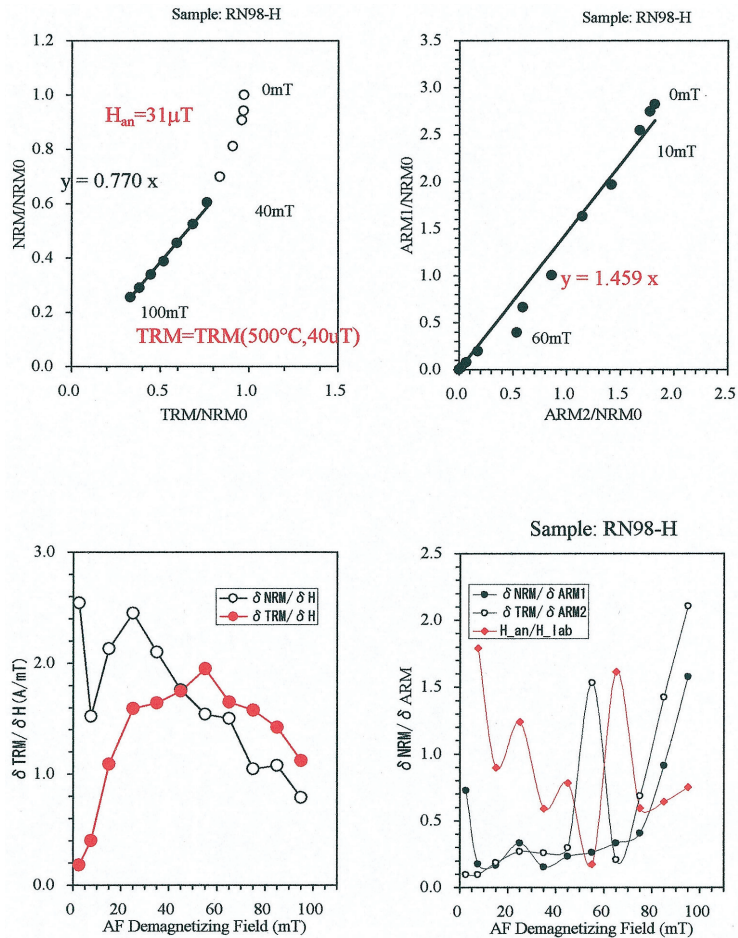 Sample: RN98-H
1.2
1.0
0.8
0.6
0.4
0.2
0.0
NRM/NRM0
0mT
H_an=31μT
y = 0.770 x
40mT
100mT
TRM=TRM(500°C,40uT)
0.0
0.5
1.0
1.5
TRM/NRM0
Sample: RN98-H
3.5
3.0
2.5
2.0
1.5
1.0
0.5
0.0
ARM1/NRM0
0mT
10mT
y = 1.459 x
60mT
0.0
0.5
1.0
1.5
2.0
2.5
ARM2/NRM0
3.0
2.0
1.0
0.0
δTRM/δH(A/mT)
δNRM/δH
δTRM/δH
0
20
40
60
80
100
AF Demagnetizing Field (mT)
Sample: RN98-H
2.5
2.0
1.5
1.0
0.5
0.0
δNRM/δARM
δNRM/δARM1
δTRM/δARM2
H_an/H_lab
0
20
40
60
80
100
AF Demagnetizing Field (mT)